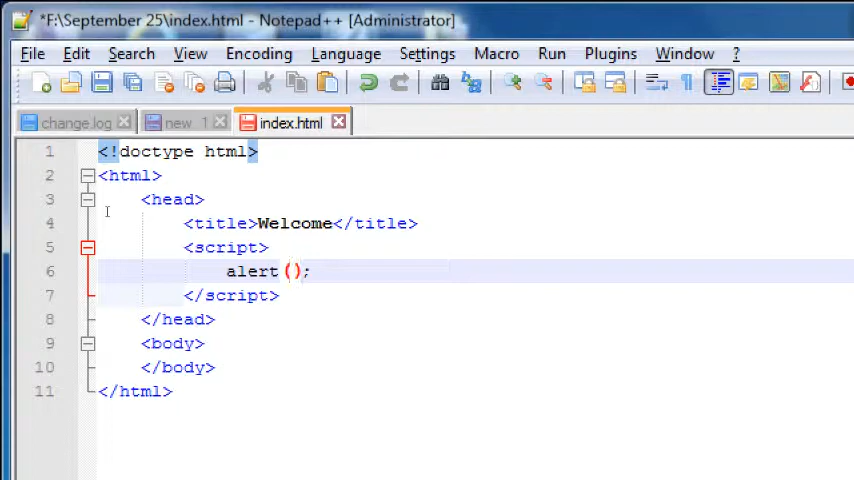 *F:\September 25\index.html - Notepad++ [Administrator]
File Edit Search View Encoding Language Settings Macro Run Plugins Window ?
change.log new 1 index.html
1 <!doctype html>
2 <html>
3 <head>
4 <title>Welcome</title>
5 <script>
6 alert();
7 </script>
8 </head>
9 <body>
10 </body>
11 </html>